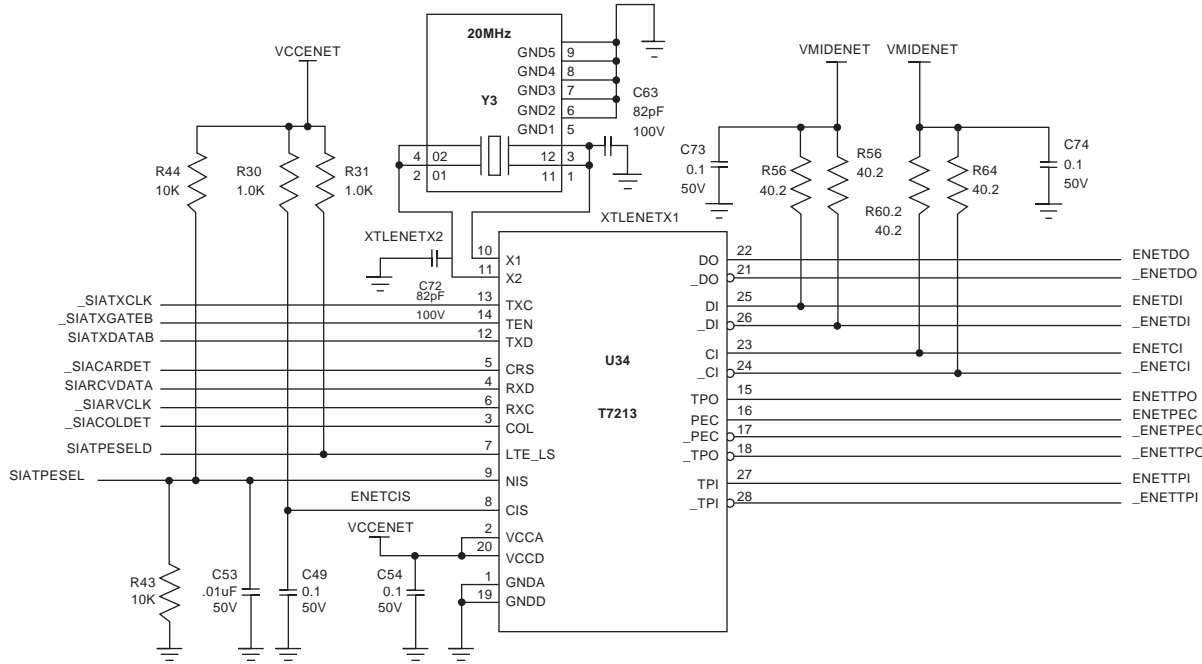 20MHz
Y3
GND5 9
GND4 8
GND3 7
GND2 6
GND1 5
4 02
2 01
12 3
11 1
C63
82pF
100V
VCCENET
R44
10K
R30
1.0K
R31
1.0K
VMIDENET
VMIDENET
C73
0.1
50V
R56
40.2
R56
40.2
R60.2
40.2
R64
40.2
C74
0.1
50V
XTLENETX1
XTLENETX2
C72
82pF
100V
10 X1
11 X2
_SIATXCLK 13 TXC
_SIATXGATEB 14 TEN
SIATXDATAB 12 TXD
_SIACARDET 5 CRS
SIARCVDATA 4 RXD
_SIARVCLK 6 RXC
_SIACOLDET 3 COL
SIATPESELD 7 LTE_LS
SIATPESEL 9 NIS
ENETCIS 8 CIS
VCCENET
2 VCCA
20 VCCD
1 GNDA
19 GNDD
R43
10K
C53
.01uF
50V
C49
0.1
50V
C54
0.1
50V
U34
T7213
DO 22 ENETDO
_DO 21 _ENETDO
DI 25 ENETDI
_DI 26 _ENETDI
CI 23 ENETCI
_CI 24 _ENETCI
TPO 15 ENETTPO
PEC 16 ENETPEC
_PEC 17 _ENETPEC
_TPO 18 _ENETTPO
TPI 27 ENETTPI
_TPI 28 _ENETTPI